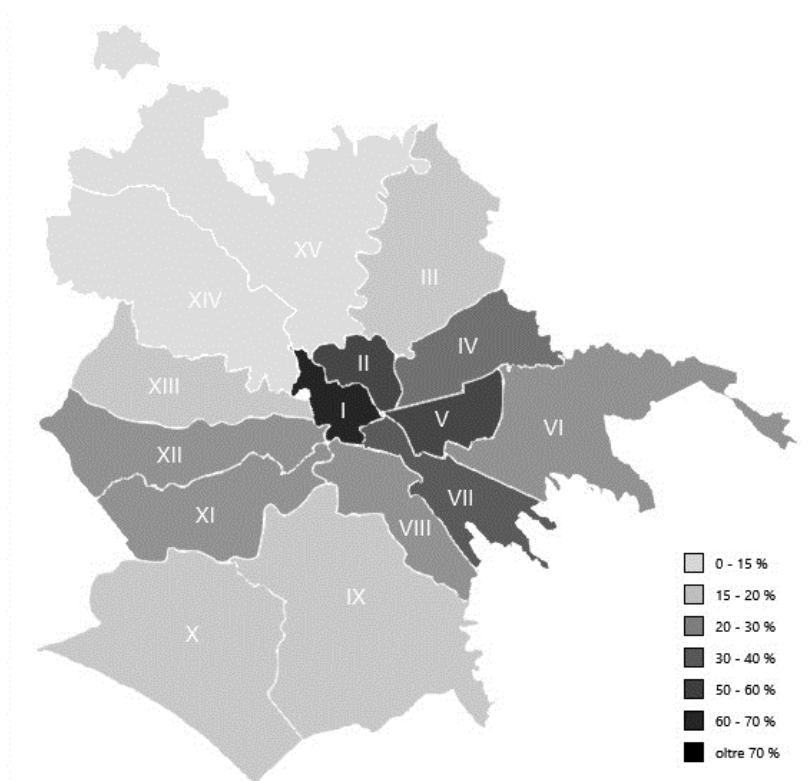 XV
III
XIV
IV
II
XIII
I
V
VI
XII
VII
XI
VIII
IX
X
0 - 15 %
15 - 20 %
20 - 30 %
30 - 40 %
50 - 60 %
60 - 70 %
oltre 70 %